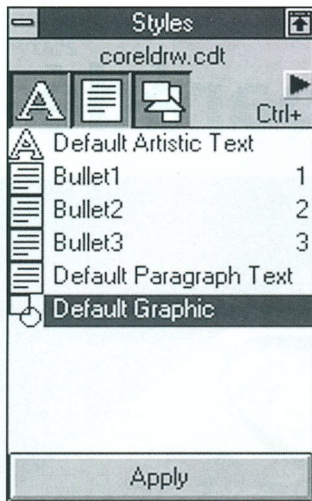 Styles
coreldrw.cdt
A
Ctrl+
A Default Artistic Text
Bullet1 1
Bullet2 2
Bullet3 3
Default Paragraph Text
Default Graphic
Apply